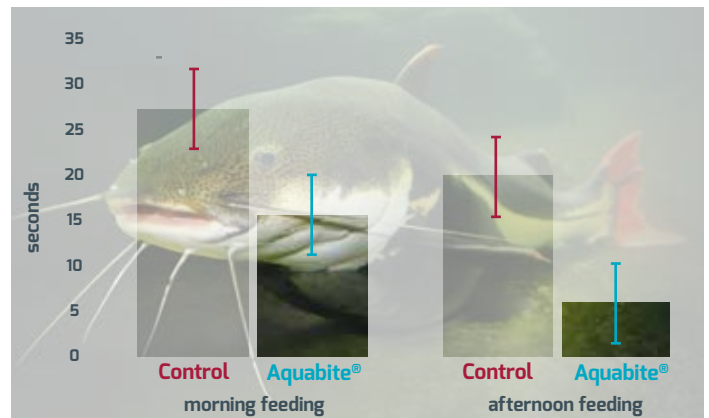 35
30
25
20
15
10
5
0
seconds
Control Aquabite® Control Aquabite®
morning feeding afternoon feeding